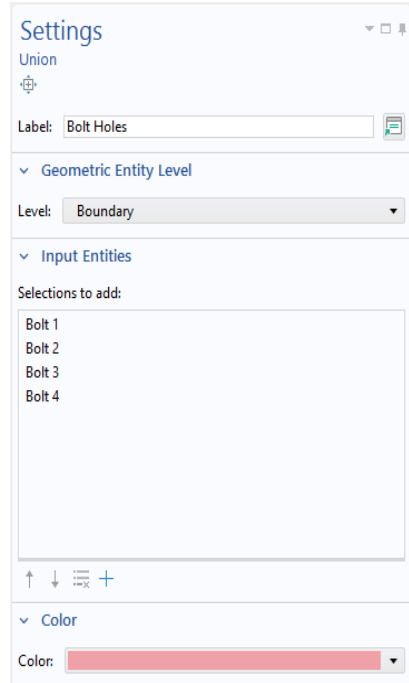 Settings
Union
Label: Bolt Holes
Geometric Entity Level
Level: Boundary
Input Entities
Selections to add:
Bolt 1
Bolt 2
Bolt 3
Bolt 4
Color
Color: